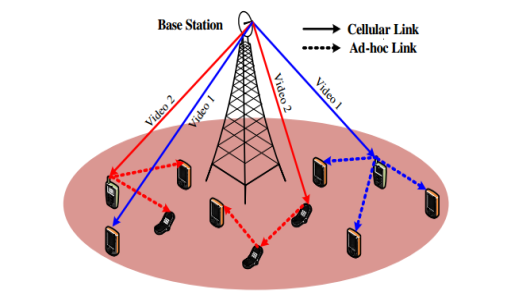 Base Station
Cellular Link
Ad-hoc Link
Video 2
Video 1
Video 2
Video 1